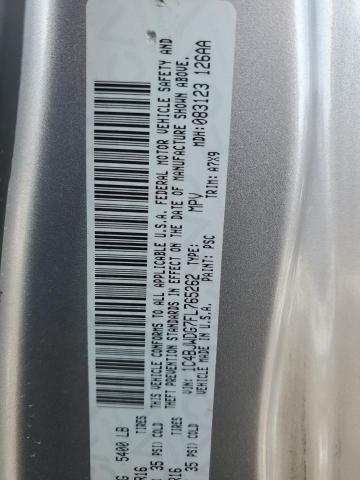 THIS VEHICLE CONFORMS TO ALL APPLICABLE U.S.A. FEDERAL MOTOR VEHICLE SAFETY AND
THEFT PREVENTION STANDARDS IN EFFECT ON THE DATE OF MANUFACTURE SHOWN ABOVE.
VIN: 1C4BJWDG7FL765262 TYPE: MPV MDH: 083123 126AA
VEHICLE MADE IN U.S.A. PAINT: PSC TRIM: A7X9
5400 LB
TIRES
35 PSI) COLD
R16 TIRES
35 PSI) COLD